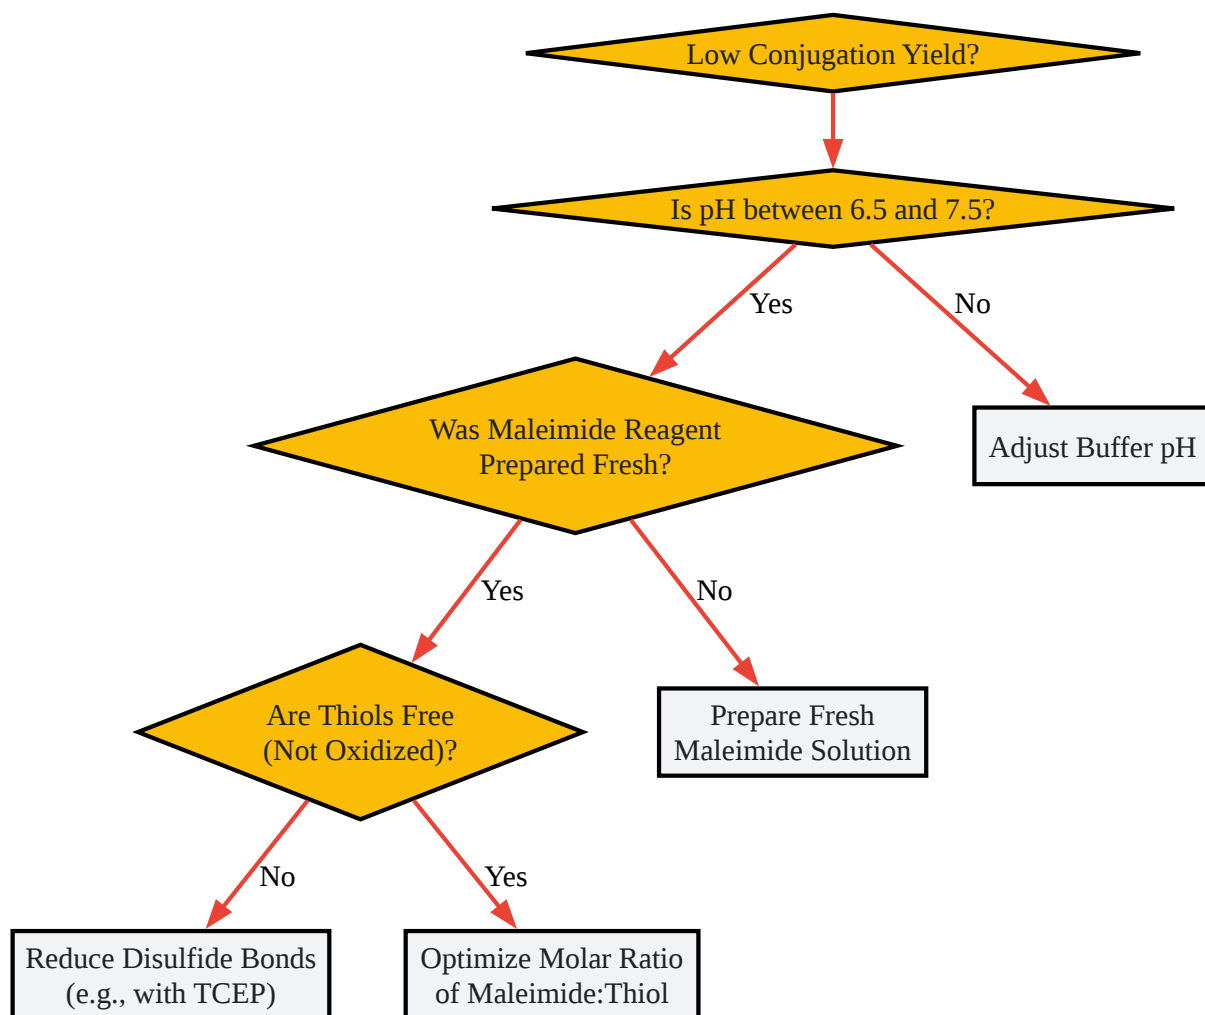 Low Conjugation Yield?
Is pH between 6.5 and 7.5?
Yes
No
Was Maleimide Reagent
Prepared Fresh?
Adjust Buffer pH
Yes
No
Are Thiols Free
(Not Oxidized)?
Prepare Fresh
Maleimide Solution
No
Yes
Reduce Disulfide Bonds
(e.g., with TCEP)
Optimize Molar Ratio
of Maleimide:Thiol